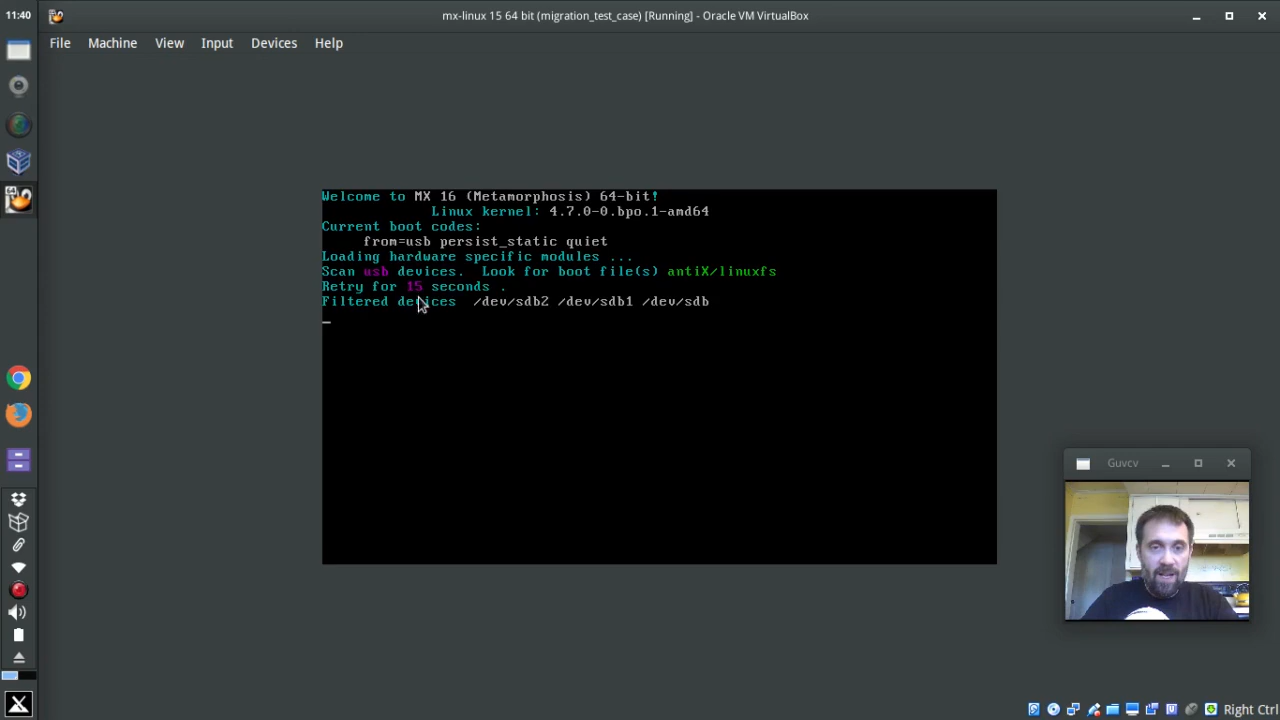 11:40
mx-linux 15 64 bit (migration_test_case) [Running] - Oracle VM VirtualBox
File Machine View Input Devices Help
Welcome to MX 16 (Metamorphosis) 64-bit!
Linux kernel: 4.7.0-0.bpo.1-amd64
Current boot codes:
from=usb persist_static quiet
Loading hardware specific modules ...
Scan usb devices. Look for boot file(s) antiX/linuxfs
Retry for 15 seconds .
Filtered devices /dev/sdb2 /dev/sdb1 /dev/sdb
_
Guvcv
Right Ctrl